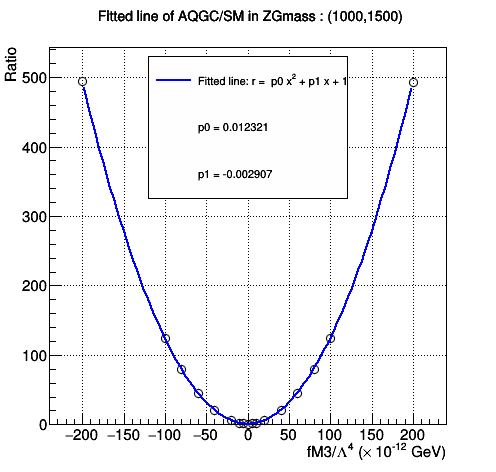 FItted line of AQGC/SM in ZGmass : (1000,1500)
Ratio
Fitted line: r = p0 x² + p1 x + 1
p0 = 0.012321
p1 = -0.002907
500
400
300
200
100
0
−200 −150 −100 −50 0 50 100 150 200
fM3/Λ⁴ (× 10⁻¹² GeV)